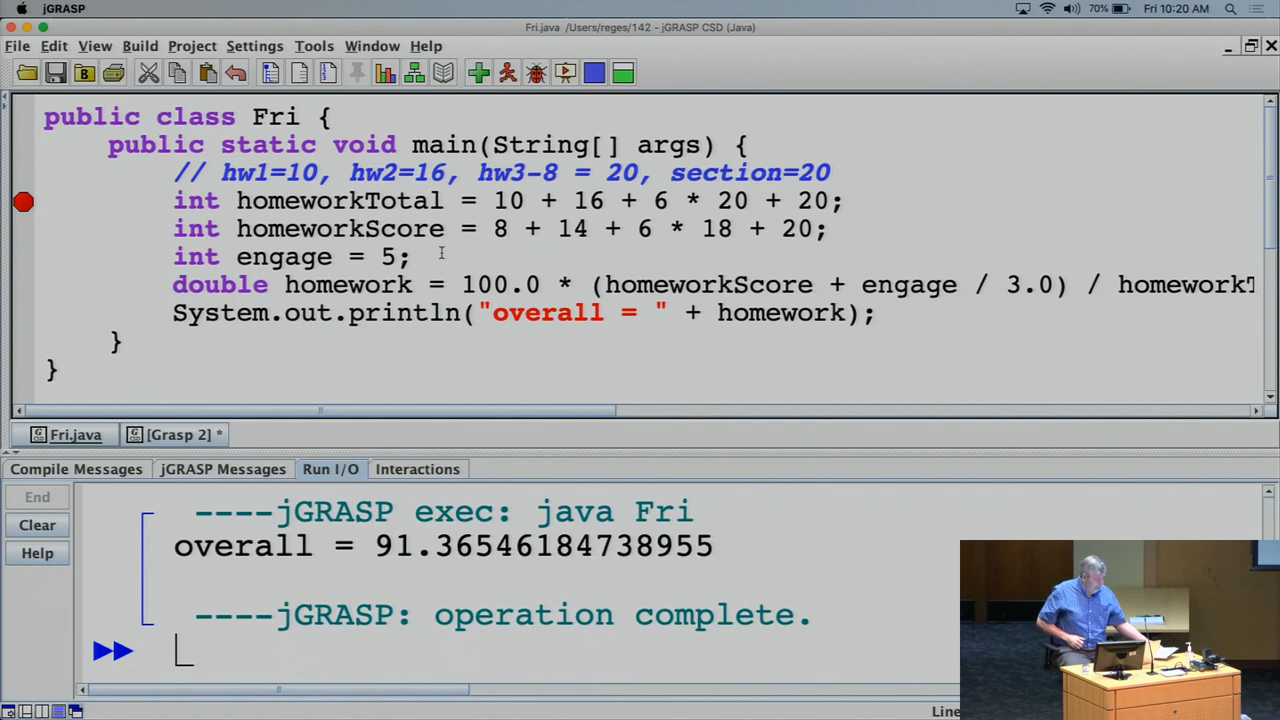 jGRASP
70%
Fri 10:20 AM
Fri.java /Users/reges/142 - jGRASP CSD (Java)
File Edit View Build Project Settings Tools Window Help
B
public class Fri {
public static void main(String[] args) {
// hw1=10, hw2=16, hw3-8 = 20, section=20
int homeworkTotal = 10 + 16 + 6 * 20 + 20;
int homeworkScore = 8 + 14 + 6 * 18 + 20;
int engage = 5;
double homework = 100.0 * (homeworkScore + engage / 3.0) / homeworkT
System.out.println("overall = " + homework);
}
}
Fri.java [Grasp 2] *
Compile Messages jGRASP Messages Run I/O Interactions
End
Clear
Help
----jGRASP exec: java Fri
overall = 91.36546184738955
----jGRASP: operation complete.
Line